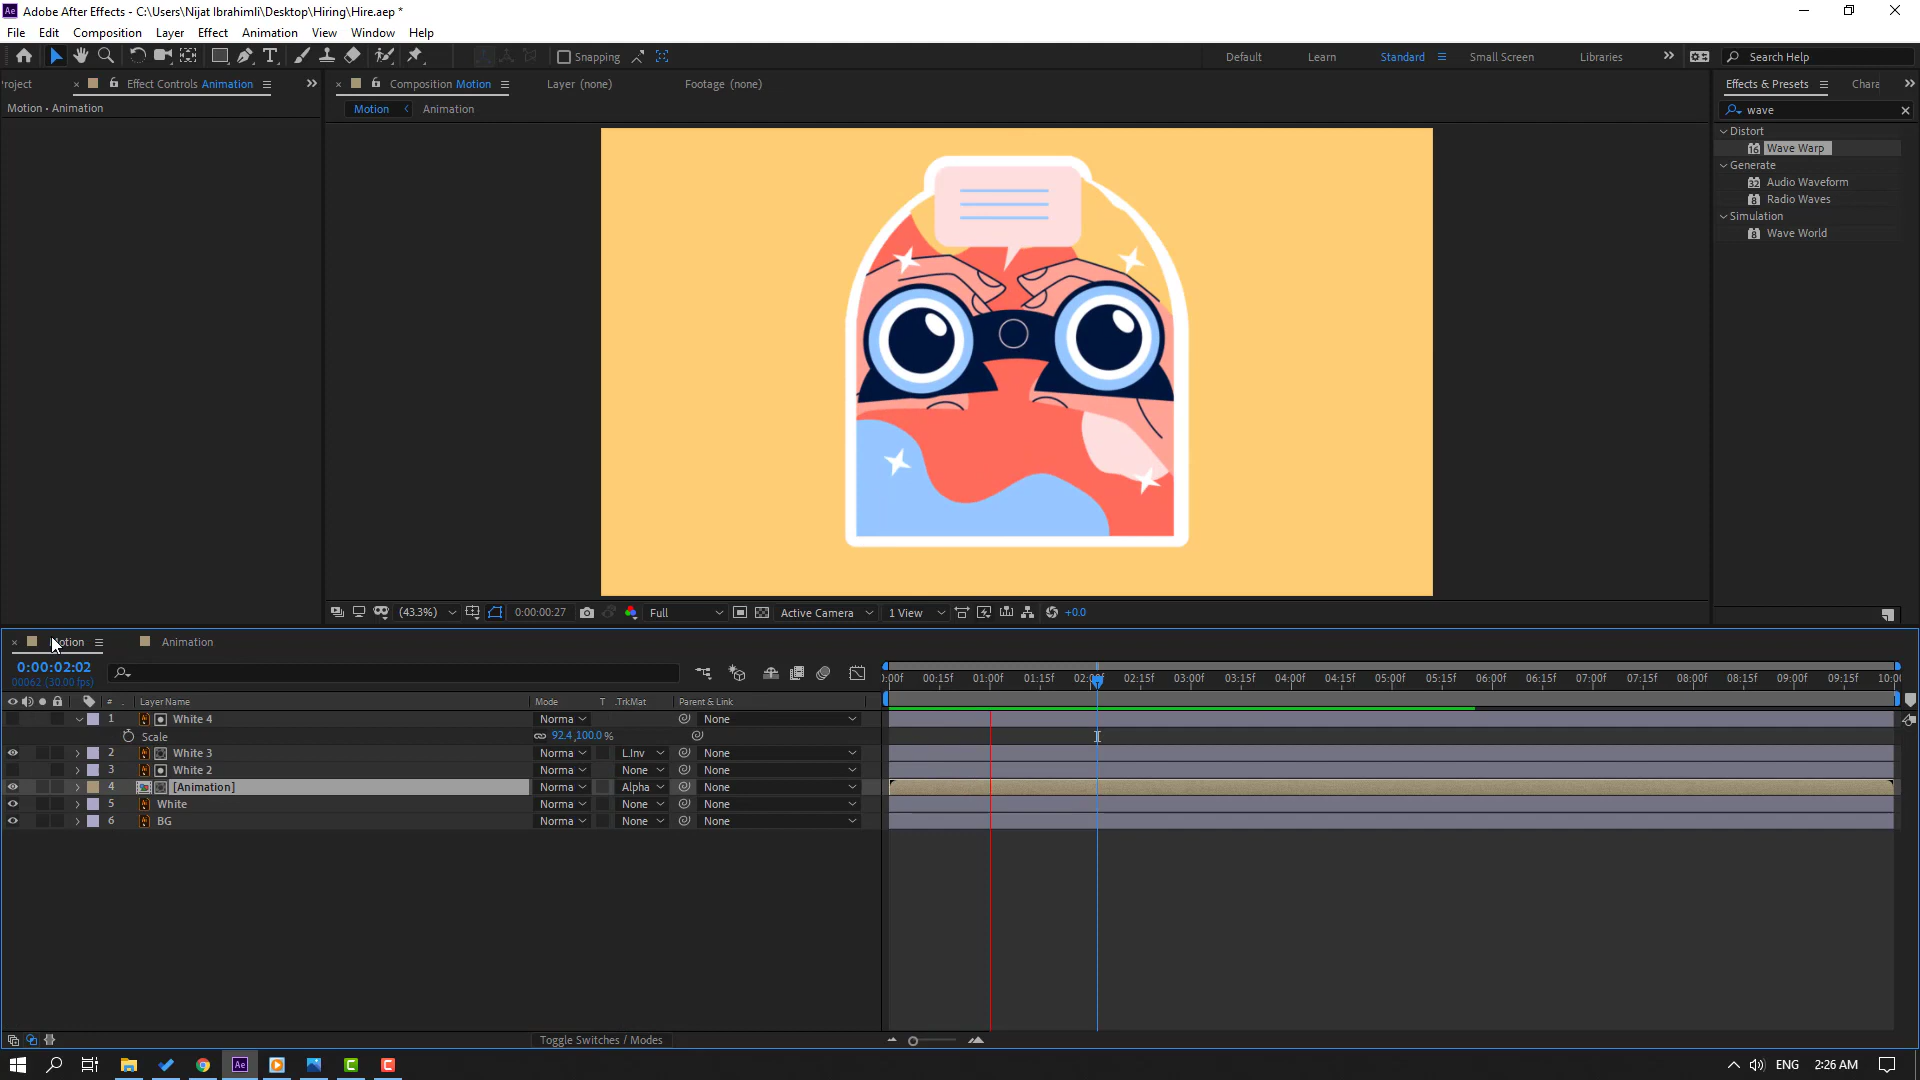 Adobe After Effects - C:\Users\Nijat Ibrahimli\Desktop\Hiring\Hire.aep *
File Edit Composition Layer Effect Animation View Window Help
Snapping Default Learn Standard Small Screen Libraries Search Help
roject Effect Controls Animation Composition Motion Layer (none) Footage (none) Effects & Presets Chara
Motion • Animation
Motion Animation
wave
Distort
Wave Warp
Generate
Audio Waveform
Radio Waves
Simulation
Wave World
(43.3%) 0:00:00:27 Full Active Camera 1 View +0.0
Motion Animation
0:00:02:02
00062 (30.00 fps)
0:00f 00:15f 01:00f 01:15f 02:00f 02:15f 03:00f 03:15f 04:00f 04:15f 05:00f 05:15f 06:00f 06:15f 07:00f 07:15f 08:00f 08:15f 09:00f 09:15f 10:00
# . Layer Name Mode T .TrkMat Parent & Link
1 White 4 Norma None
Scale 92.4,100.0 %
2 White 3 Norma L.Inv None
3 White 2 Norma None None
4 [Animation] Norma Alpha None
5 White Norma None None
6 BG Norma None None
Toggle Switches / Modes
Ae ENG 2:26 AM